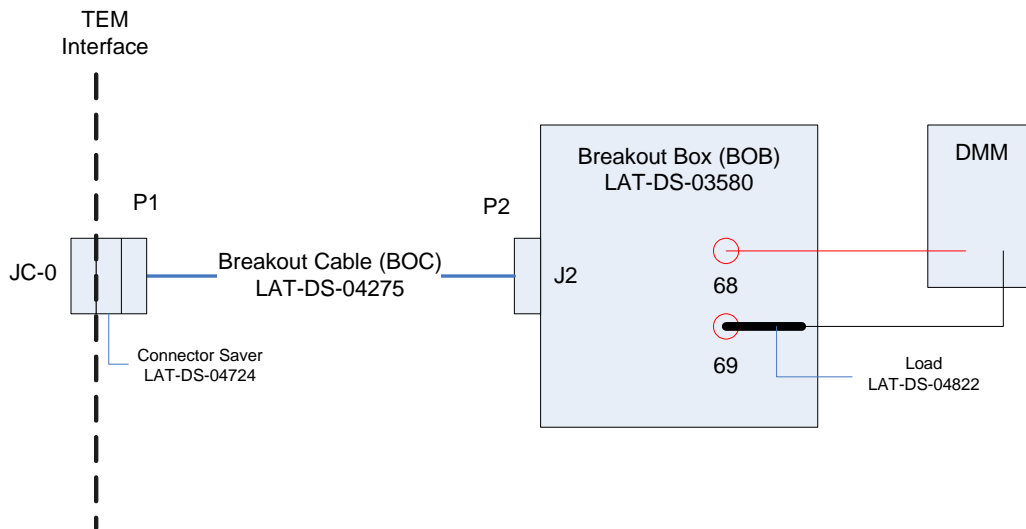 TEM
Interface
P1
JC-0
Connector Saver
LAT-DS-04724
Breakout Cable (BOC)
LAT-DS-04275
P2
J2
Breakout Box (BOB)
LAT-DS-03580
68
69
DMM
Load
LAT-DS-04822